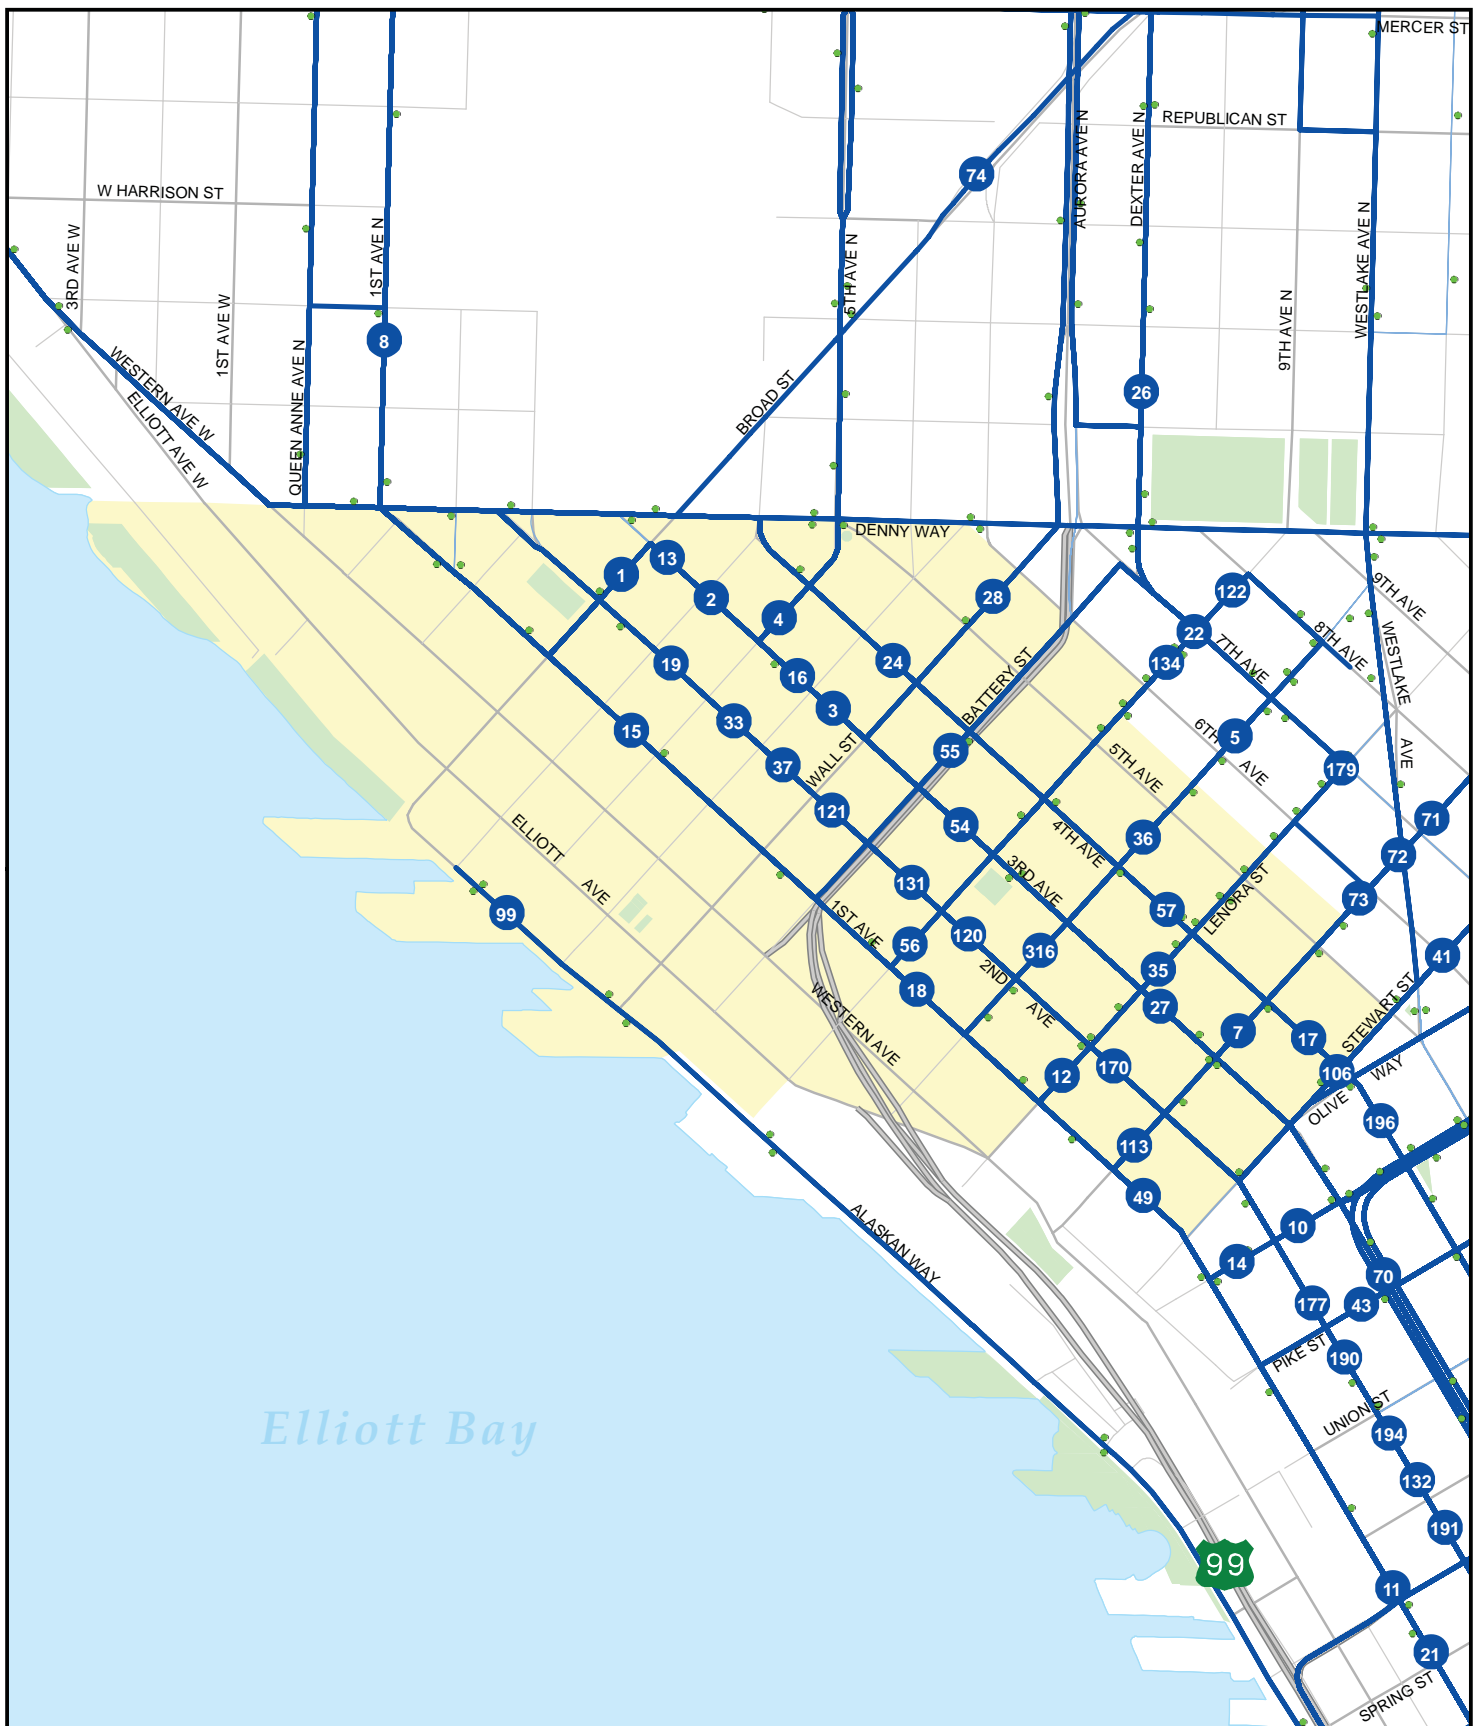 MERCER ST
REPUBLICAN ST
AURORA AVE N
DEXTER AVE N
74
W HARRISON ST
3RD AVE W
1ST AVE N
5TH AVE N
WESTLAKE AVE N
1ST AVE W
9TH AVE N
8
QUEEN ANNE AVE N
WESTERN AVE W
ELLIOTT AVE W
BROAD ST
26
DENNY WAY
13
1
2
4
28
122
9TH AVE
22
8TH AVE
7TH AVE
WESTLAKE
AVE
134
19
24
16
3
33
15
37
WALL ST
BATTERY ST
55
5TH AVE
6TH
AVE
5
179
121
54
36
4TH AVE
71
72
ELLIOTT
AVE
131
3RD AVE
73
57
LENORA ST
99
1ST AVE
56
120
316
41
35
18
2ND
AVE
27
WESTERN AVE
STEWART ST
7
17
12
170
106
WAY
OLIVE
196
113
49
ALASKAN WAY
10
14
70
177
43
PIKE ST
190
UNION ST
Elliott Bay
194
132
191
99
11
21
SPRING ST